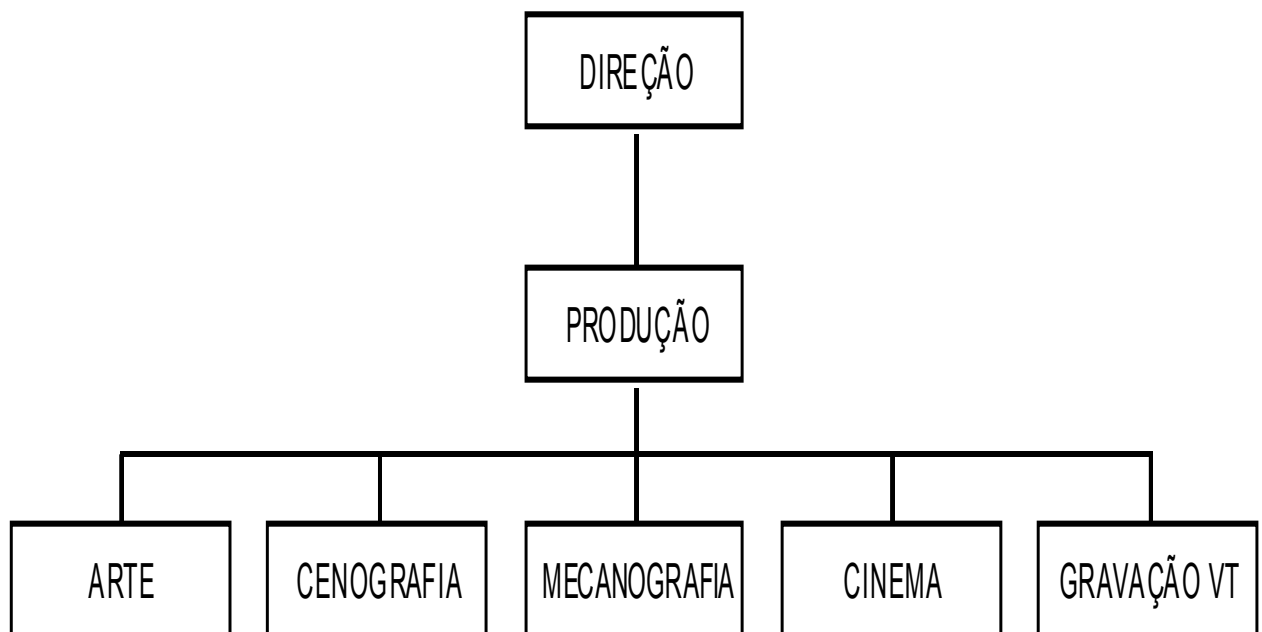 DIREÇÃO
PRODUÇÃO
ARTE
CENOGRAFIA
MECANOGRAFIA
CINEMA
GRAVAÇÃO VT